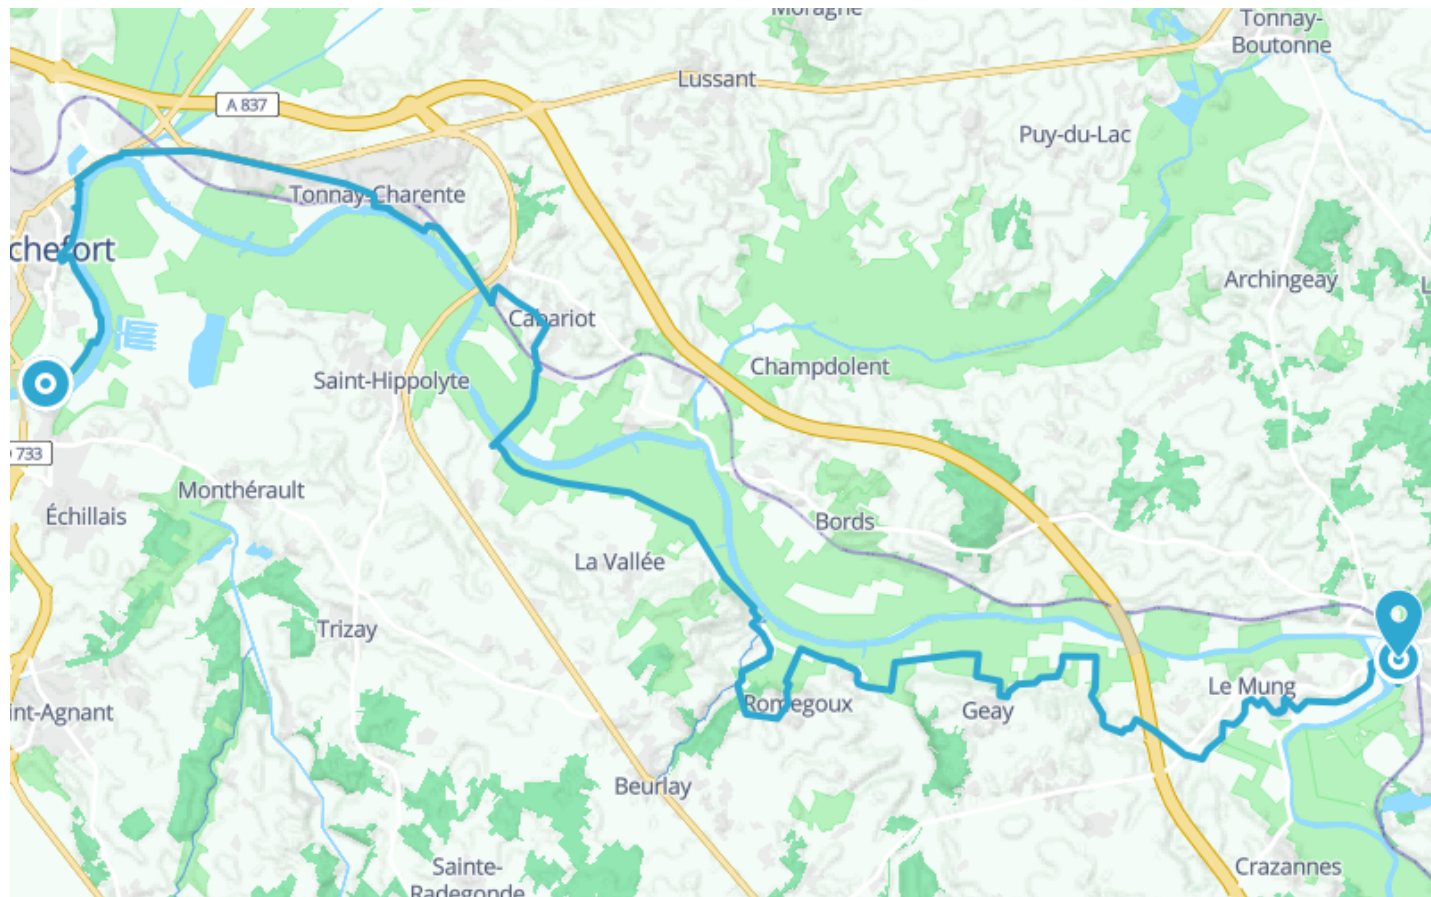 Moragne
Tonnay-
Boutonne
Lussant
A 837
Puy-du-Lac
Tonnay-Charente
chefort
Archingeay
L
Cabariot
Champdolent
Saint-Hippolyte
733
Monthérault
Échillais
Bords
La Vallée
Trizay
Le Mung
int-Agnant
Romegoux
Geay
Beurlay
Sainte-
Radegonde
Crazannes